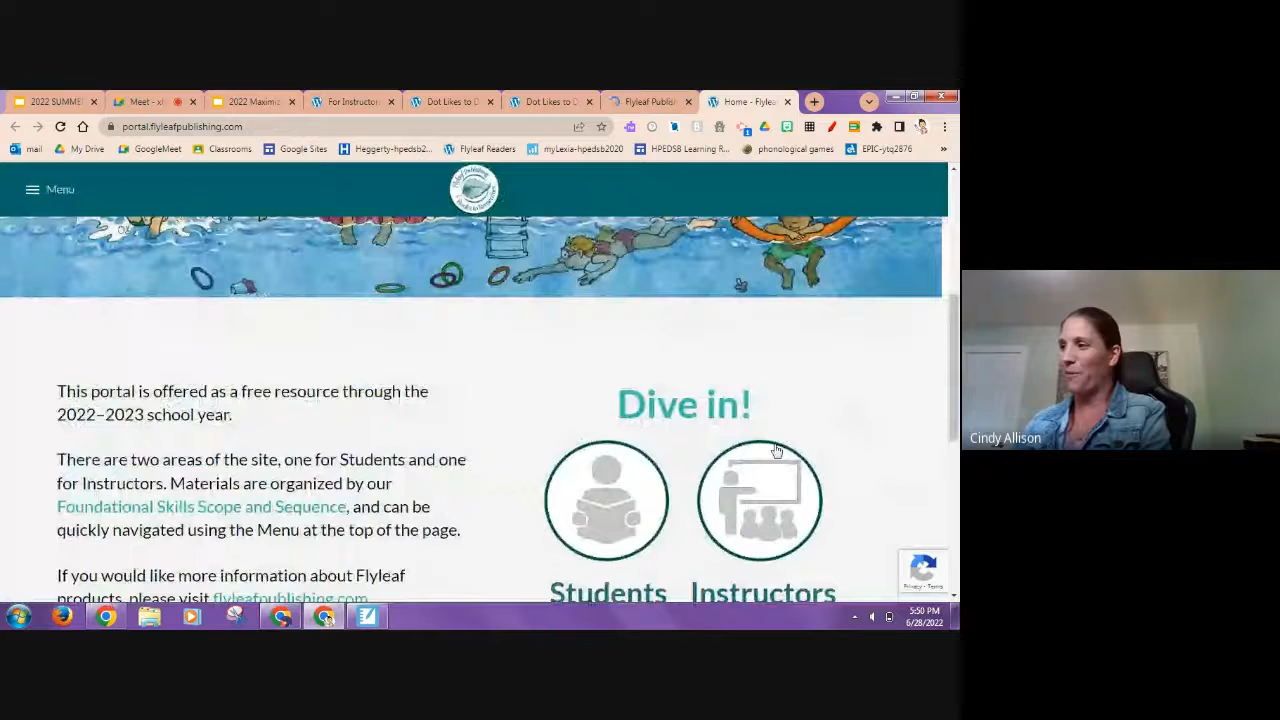 2022 SUMME
Meet - xf
2022 Maximiz
For Instructor
Dot Likes to D
Dot Likes to D
Flyleaf Publish
Home - Flyle
portal.flyleafpublishing.com
mail
My Drive
GoogleMeet
Classrooms
Google Sites
Heggerty-hpedsb2...
Flyleaf Readers
myLexia-hpedsb2020
HPEDSB Learning R...
phonological games
EPIC-ytq2876
Menu
This portal is offered as a free resource through the
2022–2023 school year.
There are two areas of the site, one for Students and one
for Instructors. Materials are organized by our
Foundational Skills Scope and Sequence, and can be
quickly navigated using the Menu at the top of the page.
If you would like more information about Flyleaf
products, please visit flyleafpublishing.com
Dive in!
Students
Instructors
Privacy - Terms
Cindy Allison
5:50 PM
6/28/2022